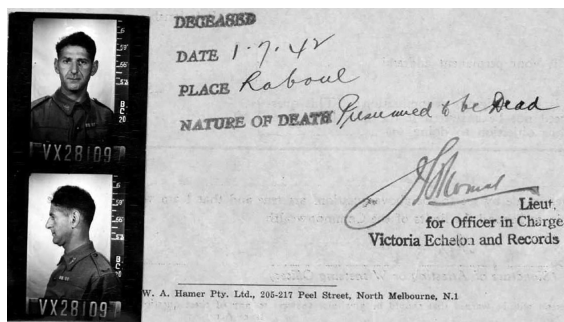 DECEASED
DATE 1·7·42
PLACE Raboul
NATURE OF DEATH Presumed to be Dead
VX28109
Lieut.
for Officer in Charge
Victoria Echelon and Records
VX28109
W. A. Hamer Pty. Ltd., 205-217 Peel Street, North Melbourne, N.1